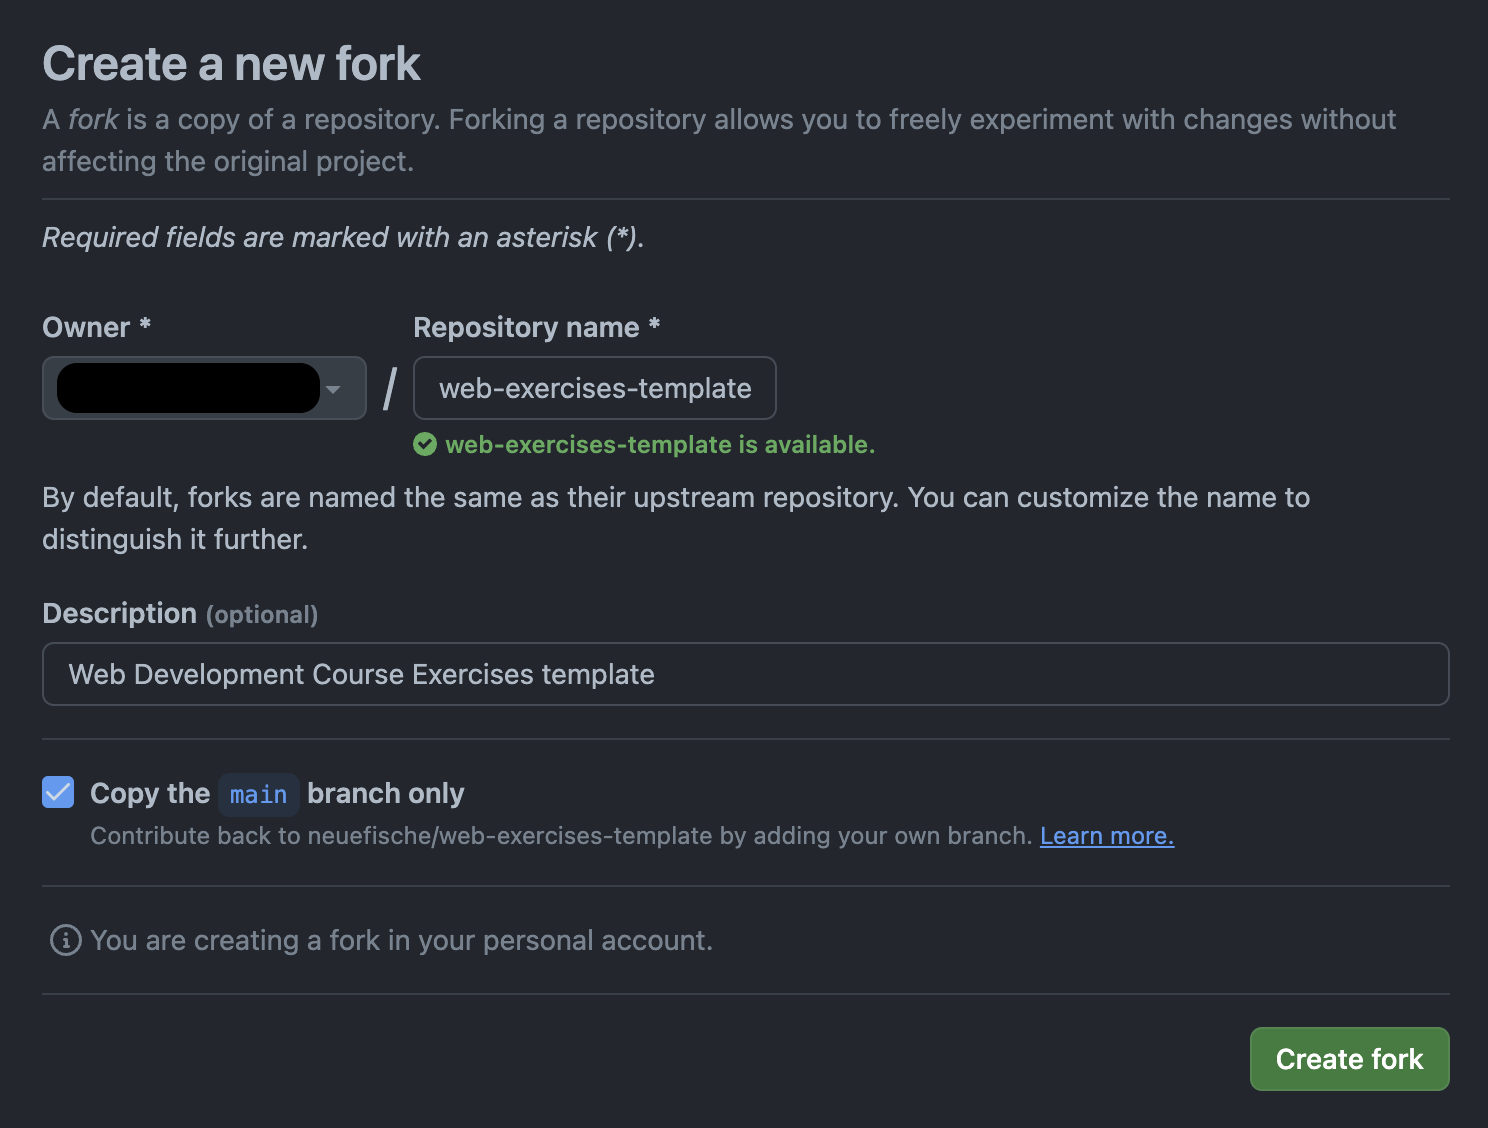 Create a new fork
A fork is a copy of a repository. Forking a repository allows you to freely experiment with changes without
affecting the original project.
Required fields are marked with an asterisk (*).
Owner *
Repository name *
/
web-exercises-template
web-exercises-template is available.
By default, forks are named the same as their upstream repository. You can customize the name to
distinguish it further.
Description (optional)
Web Development Course Exercises template
Copy the main branch only
Contribute back to neuefische/web-exercises-template by adding your own branch. Learn more.
You are creating a fork in your personal account.
Create fork